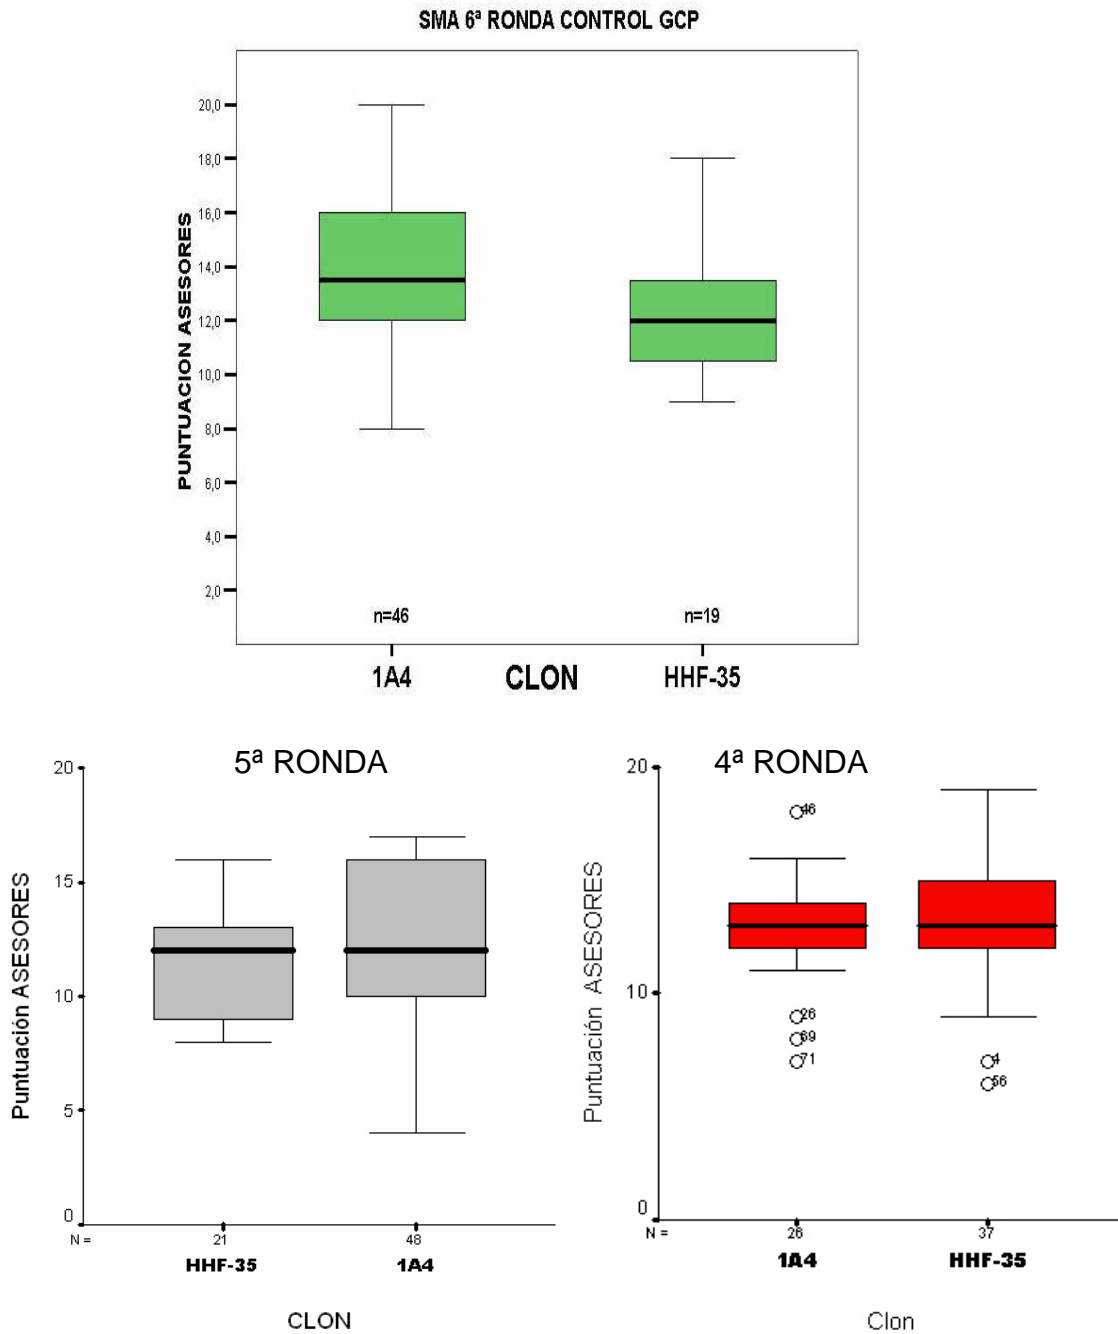 SMA 6ª RONDA CONTROL GCP
PUNTUACION ASESORES
20,0
18,0
16,0
14,0
12,0
10,0
8,0
6,0
4,0
2,0
n=46 n=19
1A4 CLON HHF-35
5ª RONDA
Puntuación ASESORES
20
15
10
5
0
N = 21 48
HHF-35 1A4
CLON
4ª RONDA
Puntuación ASESORES
20
10
0
46
26
69
71
4
56
N = 26 37
1A4 HHF-35
Clon